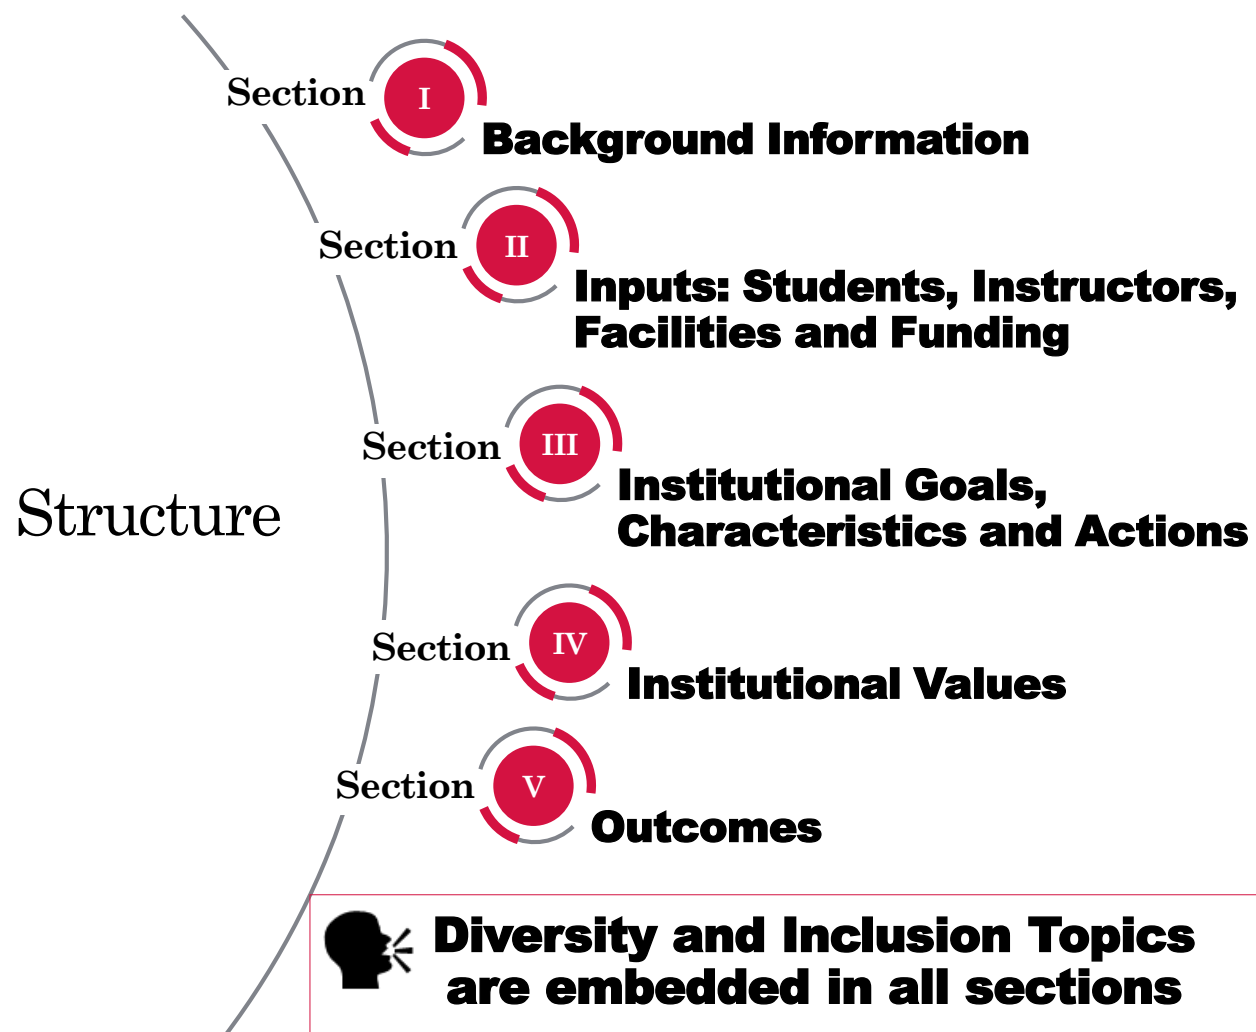 Structure
Section I
Background Information
Section II
Inputs: Students, Instructors,
Facilities and Funding
Section III
Institutional Goals,
Characteristics and Actions
Section IV
Institutional Values
Section V
Outcomes
Diversity and Inclusion Topics
are embedded in all sections